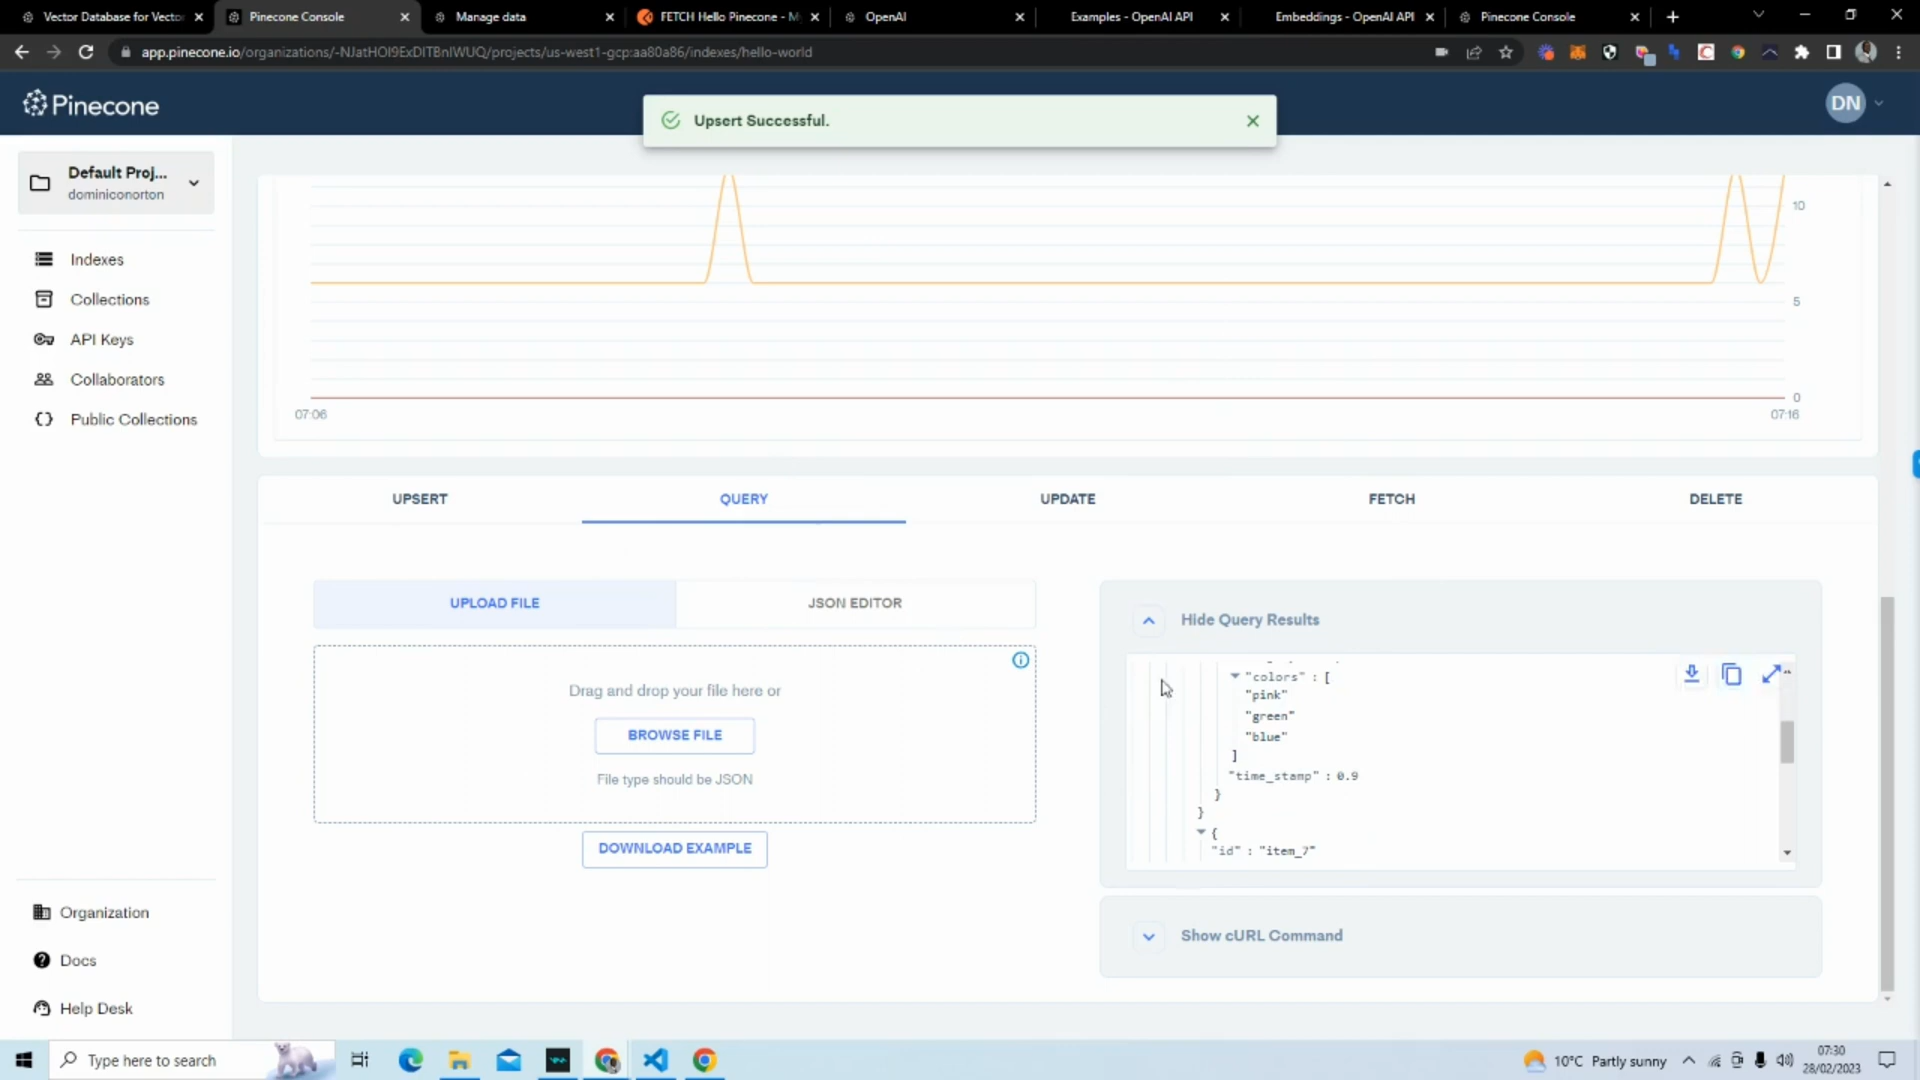 Vector Database for Vector
Pinecone Console
Manage data
FETCH Hello Pinecone - M
OpenAI
Examples - OpenAI API
Embeddings - OpenAI API
Pinecone Console
app.pinecone.io/organizations/-NJatHOI9ExDITBnIWUQ/projects/us-west1-gcp:aa80a86/indexes/hello-world
Pinecone
Upsert Successful.
DN
Default Proj...
dominiconorton
Indexes
Collections
API Keys
Collaborators
Public Collections
10
5
0
07:06
07:16
UPSERT
QUERY
UPDATE
FETCH
DELETE
UPLOAD FILE
JSON EDITOR
Drag and drop your file here or
BROWSE FILE
File type should be JSON
DOWNLOAD EXAMPLE
Hide Query Results
"colors" : [
"pink"
"green"
"blue"
]
"time_stamp" : 0.9
}
}
{
"id" : "item_7"
Show cURL Command
Organization
Docs
Help Desk
Type here to search
10°C Partly sunny
07:30
28/02/2023